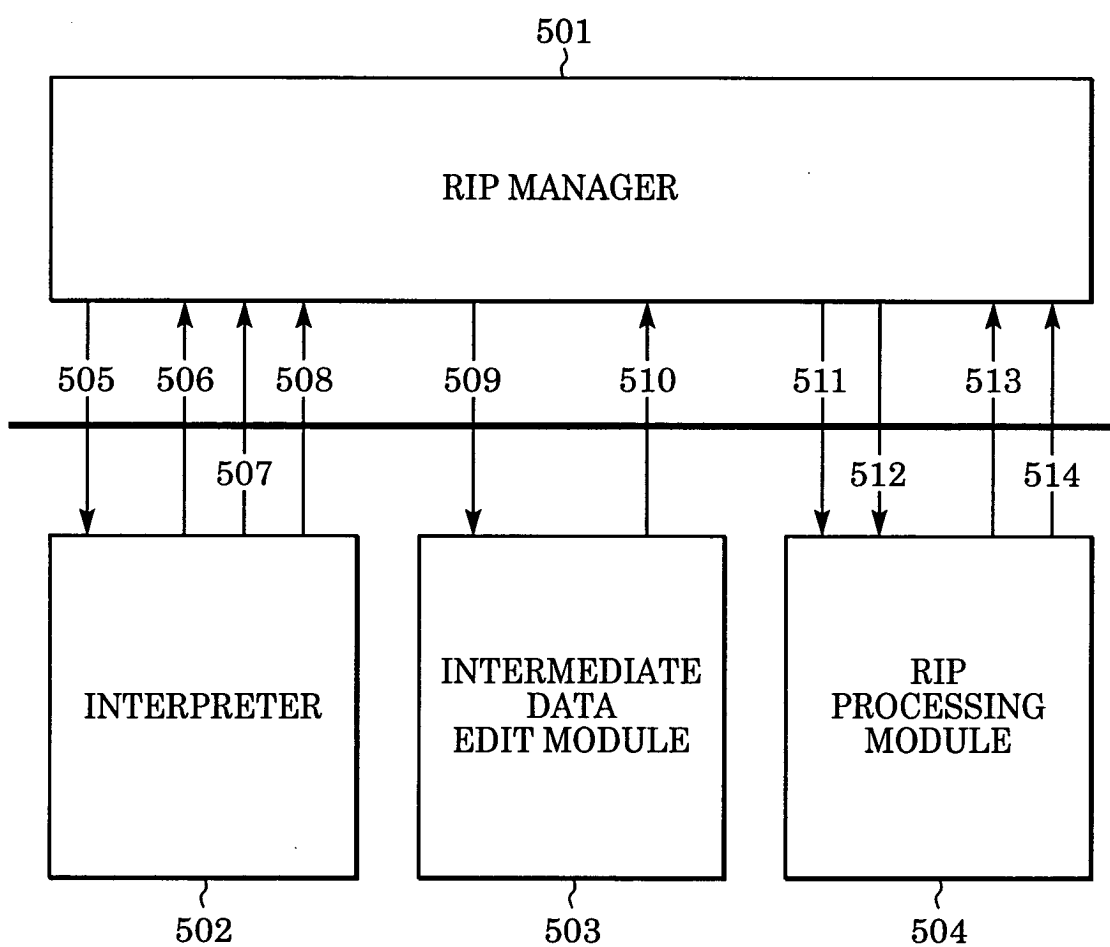 501
RIP MANAGER
505
506
508
509
510
511
513
507
512
514
INTERPRETER
INTERMEDIATE
DATA
EDIT MODULE
RIP
PROCESSING
MODULE
502
503
504